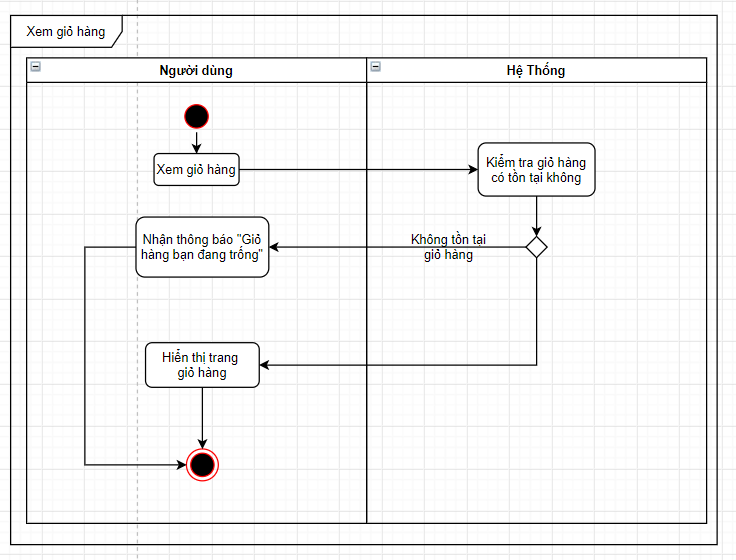 Xem giỏ hàng
Người dùng
Hệ Thống
Xem giỏ hàng
Kiểm tra giỏ hàng
có tồn tại không
Nhận thông báo "Giỏ
hàng bạn đang trống"
Không tồn tại
giỏ hàng
Hiển thị trang
giỏ hàng